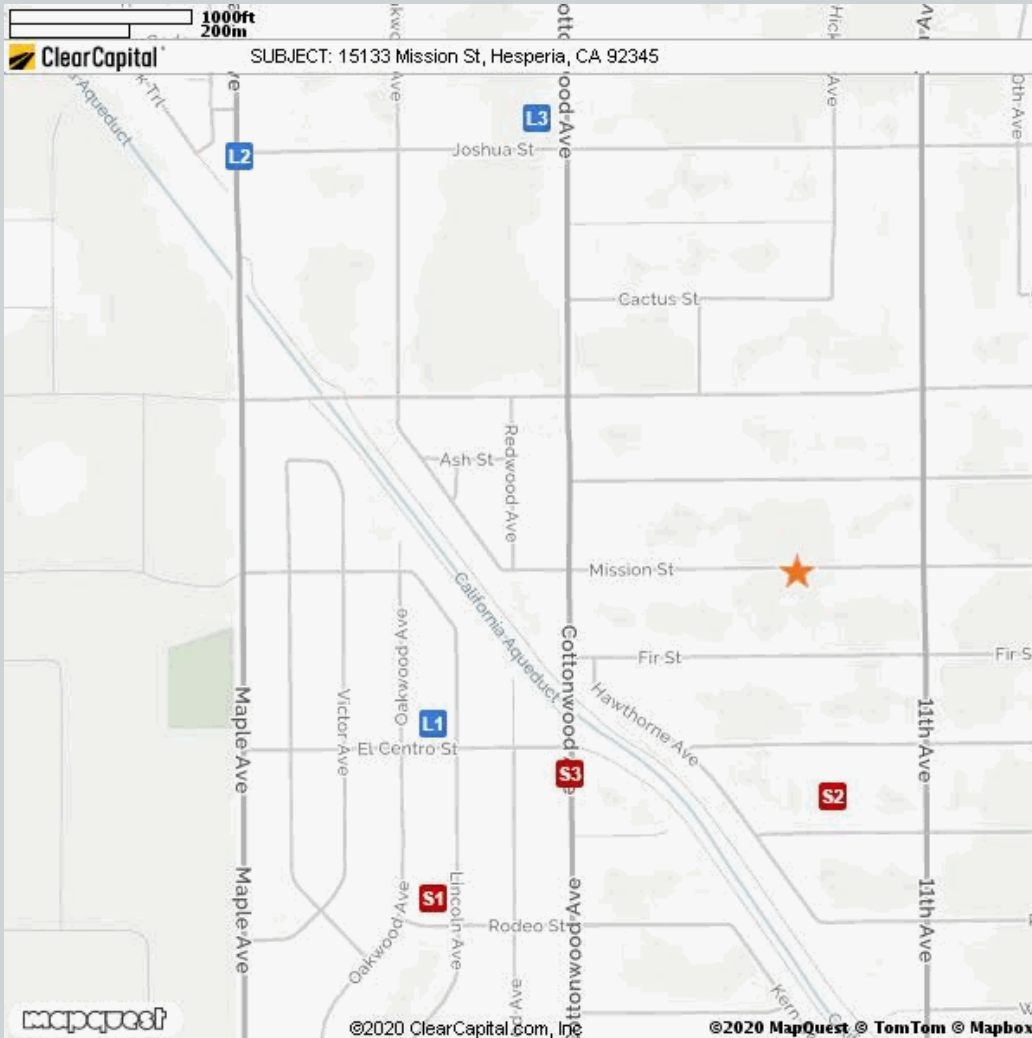 1000ft
200m
ClearCapital
SUBJECT: 15133 Mission St, Hesperia, CA 92345
Aqueduct
Ave
ood-Ave
Ave
L2
L3
Joshua St
Cactus St
Redwood-Ave
Ash St
Mission St
California-Aqueduct
Oakwood-Ave
Cottonwood
Fir St
Fir S
Hawthorne Ave
Maple-Ave
Victor-Ave
L1
El Centro St
11th-Ave
S3
S2
Maple-Ave
S1
Lincoln-Ave
Oakwood-Ave
Rodeo St
11th-Ave
Kern
mapquest
©2020 ClearCapital.com, Inc
©2020 MapQuest © TomTom © Mapbox